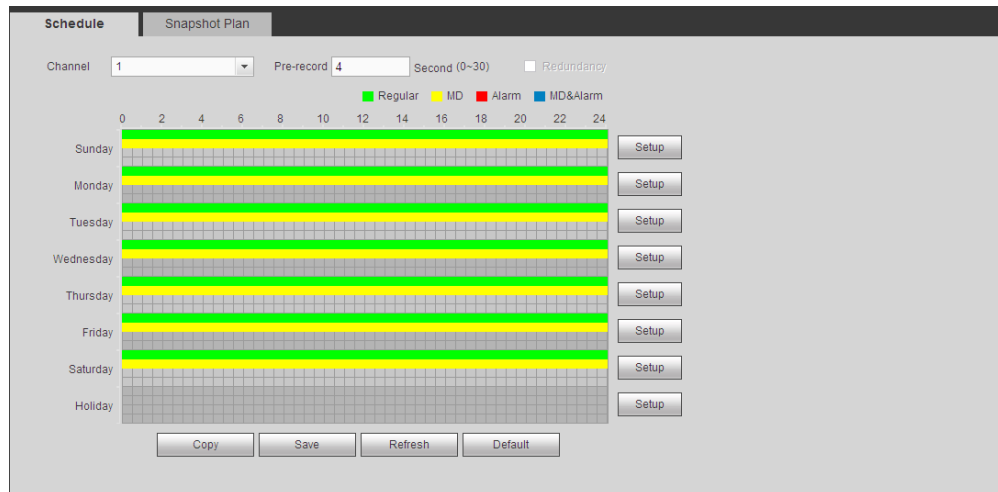 Schedule Snapshot Plan
Channel 1 Pre-record 4 Second (0~30) Redundancy
Regular MD Alarm MD&Alarm
0 2 4 6 8 10 12 14 16 18 20 22 24
Sunday Setup
Monday Setup
Tuesday Setup
Wednesday Setup
Thursday Setup
Friday Setup
Saturday Setup
Holiday Setup
Copy Save Refresh Default